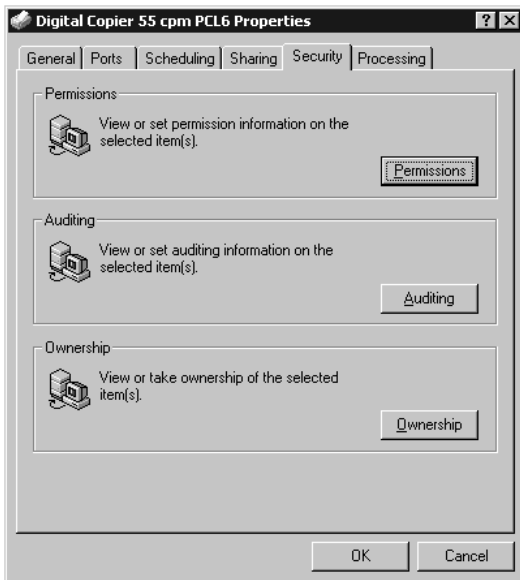 Digital Copier 55 cpm PCL6 Properties
General Ports Scheduling Sharing Security Processing
Permissions
View or set permission information on the
selected item(s).
Permissions
Auditing
View or set auditing information on the
selected item(s).
Auditing
Ownership
View or take ownership of the selected
item(s).
Ownership
OK Cancel